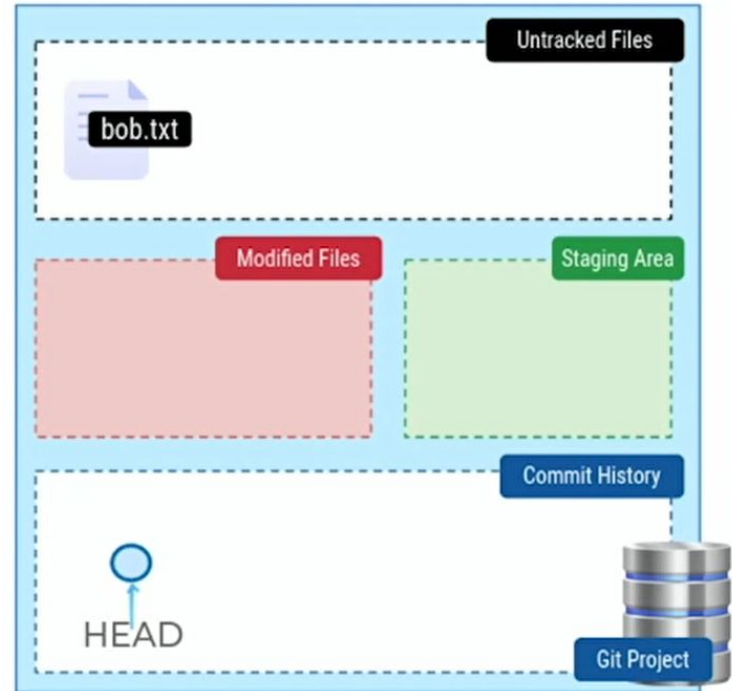 Untracked Files
bob.txt
Modified Files
Staging Area
Commit History
HEAD
Git Project